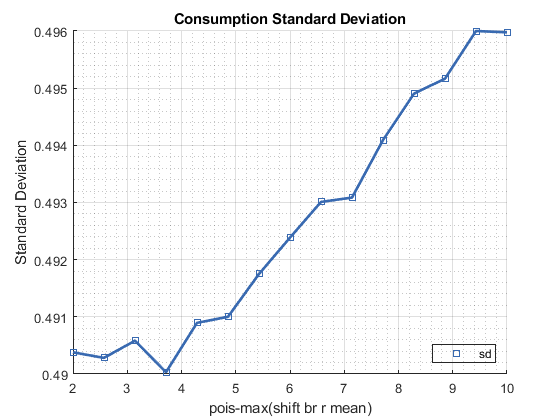 Consumption Standard Deviation
0.496
0.495
0.494
0.493
0.492
0.491
0.49
Standard Deviation
sd
2 3 4 5 6 7 8 9 10
pois-max(shift br r mean)